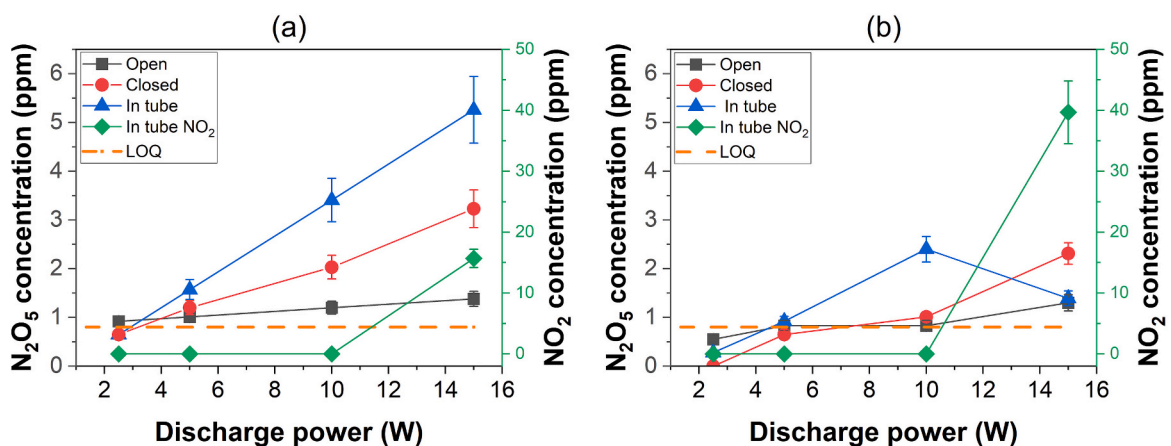 (a)
N₂O₅ concentration (ppm)
6
5
4
3
2
1
0
Open
Closed
In tube
In tube NO₂
LOQ
50
40
30
20
10
0
NO₂ concentration (ppm)
2 4 6 8 10 12 14 16
Discharge power (W)
(b)
N₂O₅ concentration (ppm)
6
5
4
3
2
1
0
Open
Closed
In tube
In tube NO₂
LOQ
50
40
30
20
10
0
NO₂ concentration (ppm)
2 4 6 8 10 12 14 16
Discharge power (W)